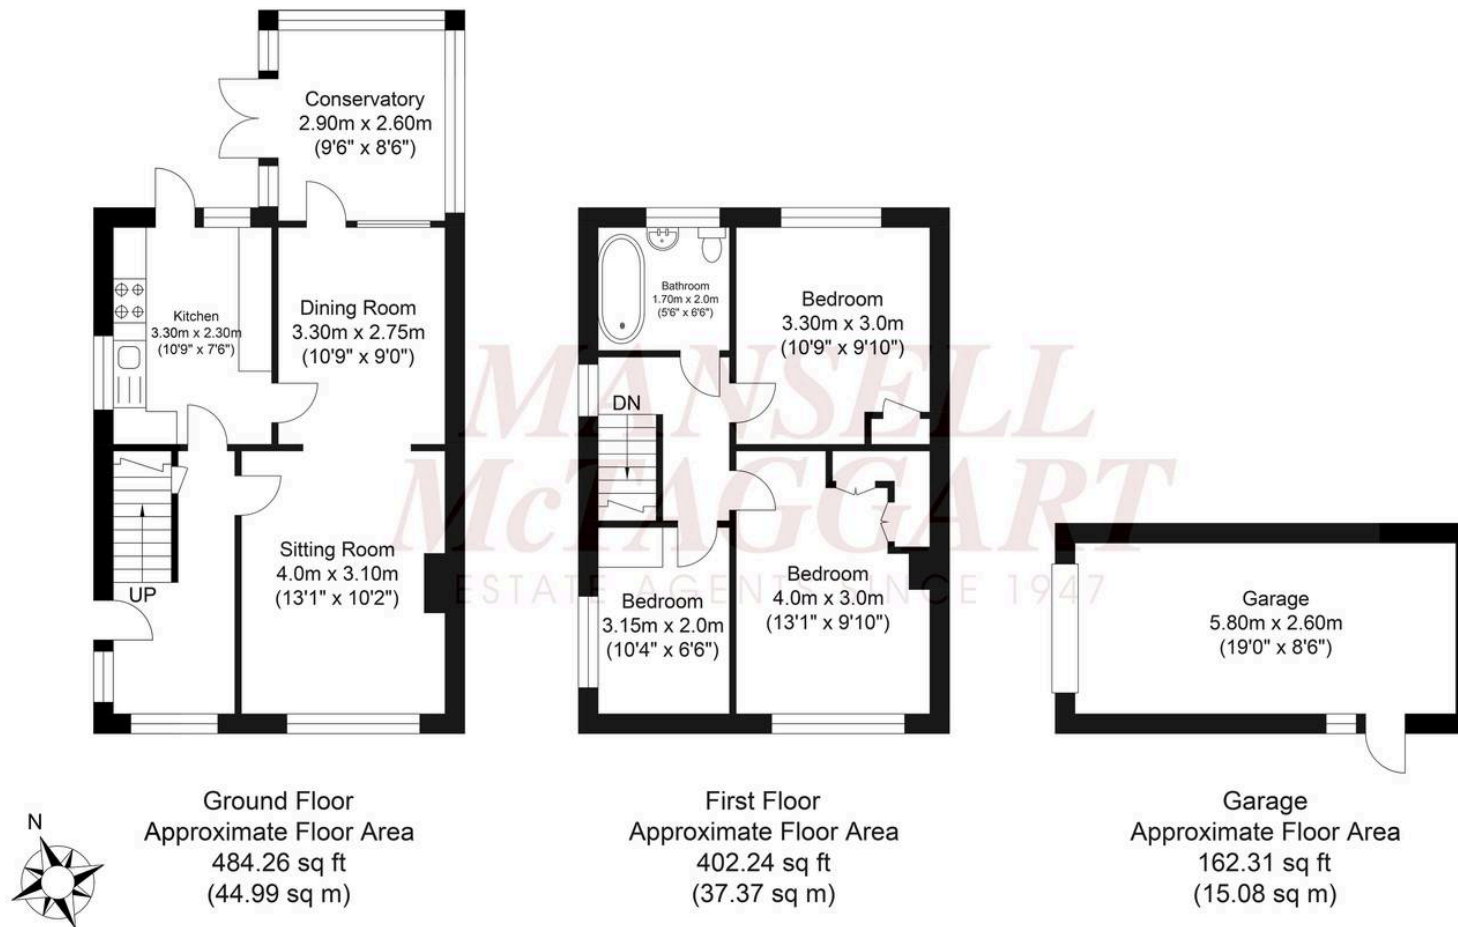 Conservatory
2.90m x 2.60m
(9'6" x 8'6")
Kitchen
3.30m x 2.30m
(10'9" x 7'6")
Dining Room
3.30m x 2.75m
(10'9" x 9'0")
Sitting Room
4.0m x 3.10m
(13'1" x 10'2")
UP
Bathroom
1.70m x 2.0m
(5'6" x 6'6")
Bedroom
3.30m x 3.0m
(10'9" x 9'10")
DN
Bedroom
3.15m x 2.0m
(10'4" x 6'6")
Bedroom
4.0m x 3.0m
(13'1" x 9'10")
Garage
5.80m x 2.60m
(19'0" x 8'6")
MANSELL
McTAGGART
ESTATE AGENTS SINCE 1947
N
Ground Floor
Approximate Floor Area
484.26 sq ft
(44.99 sq m)
First Floor
Approximate Floor Area
402.24 sq ft
(37.37 sq m)
Garage
Approximate Floor Area
162.31 sq ft
(15.08 sq m)